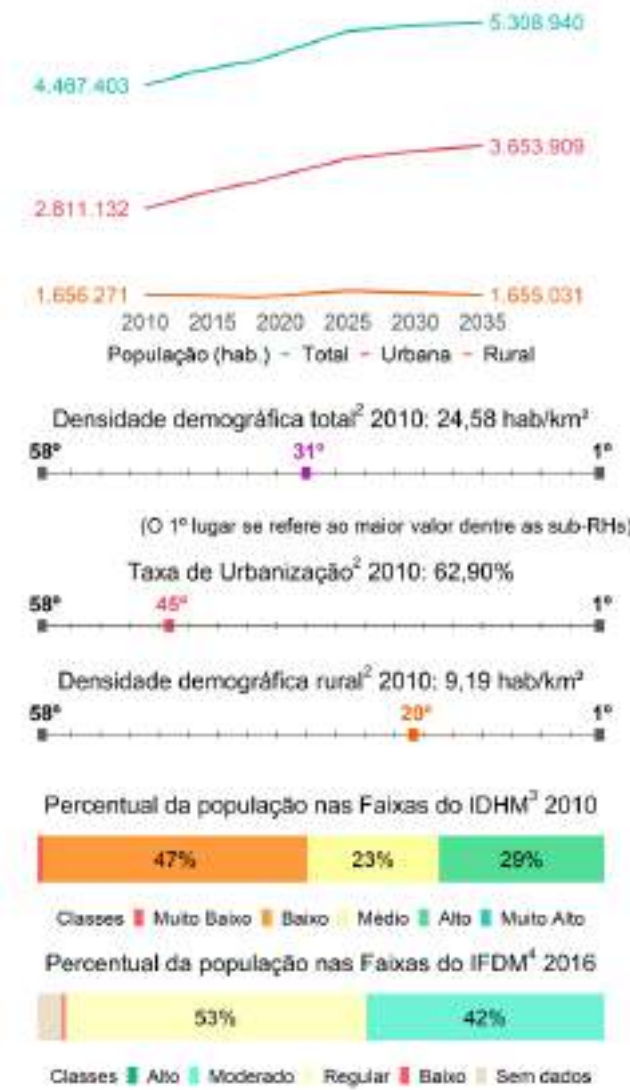 5.308.940
4.467.403
3.653.909
2.811.132
1.656.271 1.655.031
2010 2015 2020 2025 2030 2035
População (hab.) - Total - Urbana - Rural
Densidade demográfica total² 2010: 24,58 hab/km²
58º 31º 1º
(O 1º lugar se refere ao maior valor dentre as sub-RHs)
Taxa de Urbanização² 2010: 62,90%
58º 45º 1º
Densidade demográfica rural² 2010: 9,19 hab/km²
58º 20º 1º
Percentual da população nas Faixas do IDHM³ 2010
47% 23% 29%
Classes Muito Baixo Baixo Médio Alto Muito Alto
Percentual da população nas Faixas do IFDM⁴ 2016
53% 42%
Classes Alto Moderado Regular Baixo Sem dados